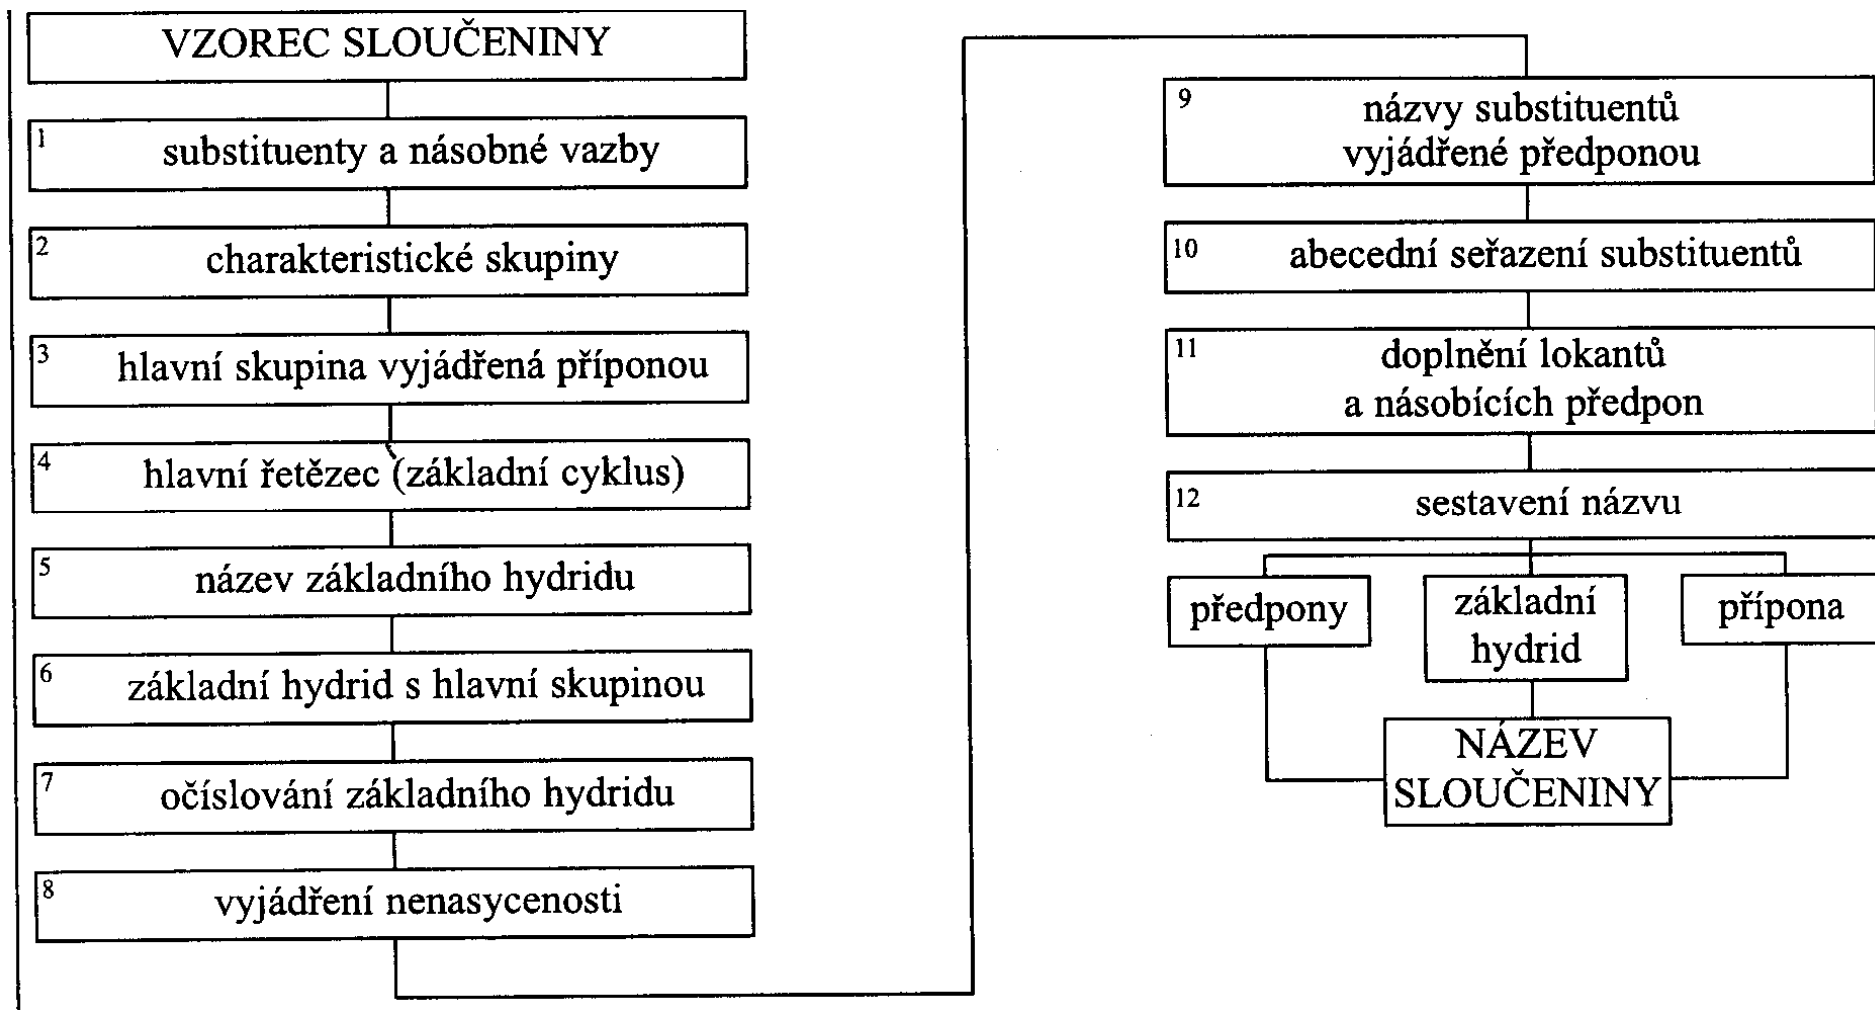 VZOREC SLOUČENINY
1
substituenty a násobné vazby
2
charakteristické skupiny
3
hlavní skupina vyjádřená příponou
4
hlavní řetězec (základní cyklus)
5
název základního hydridu
6
základní hydrid s hlavní skupinou
7
očíslování základního hydridu
8
vyjádření nenasycenosti
9
názvy substituentů
vyjádřené předponou
10
abecední seřazení substituentů
11
doplnění lokantů
a násobících předpon
12
sestavení názvu
předpony
základní
hydrid
přípona
NÁZEV
SLOUČENINY